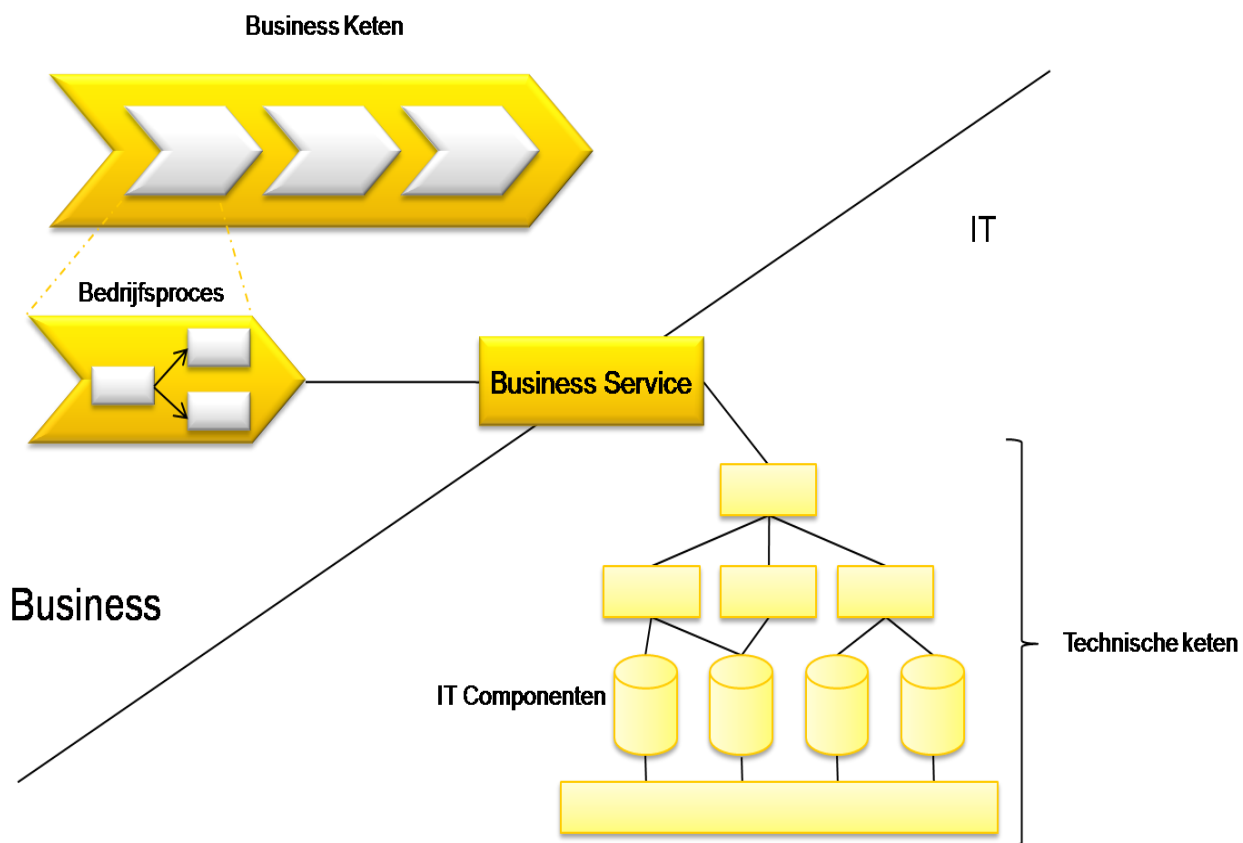 Business Keten
IT
Bedrijfsproces
Business Service
Business
Technische keten
IT Componenten